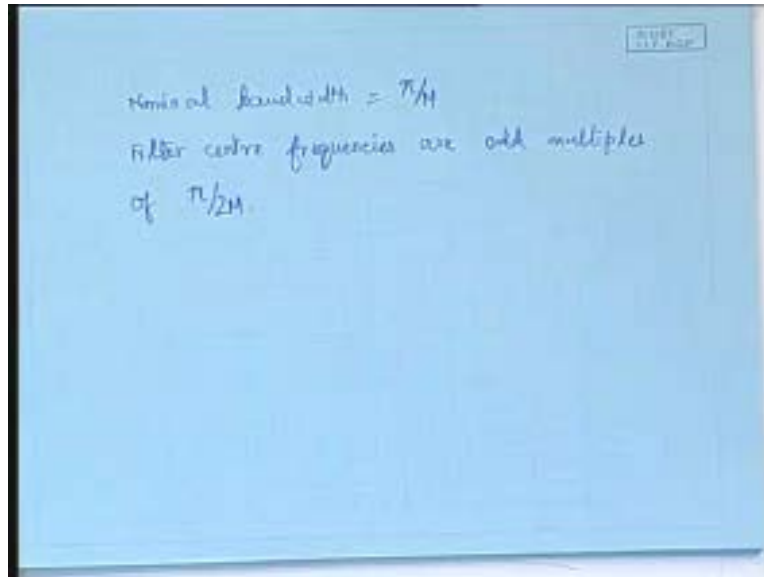 Nominal bandwidth = π/M
Filter centre frequencies are odd multiples
of π/2M.